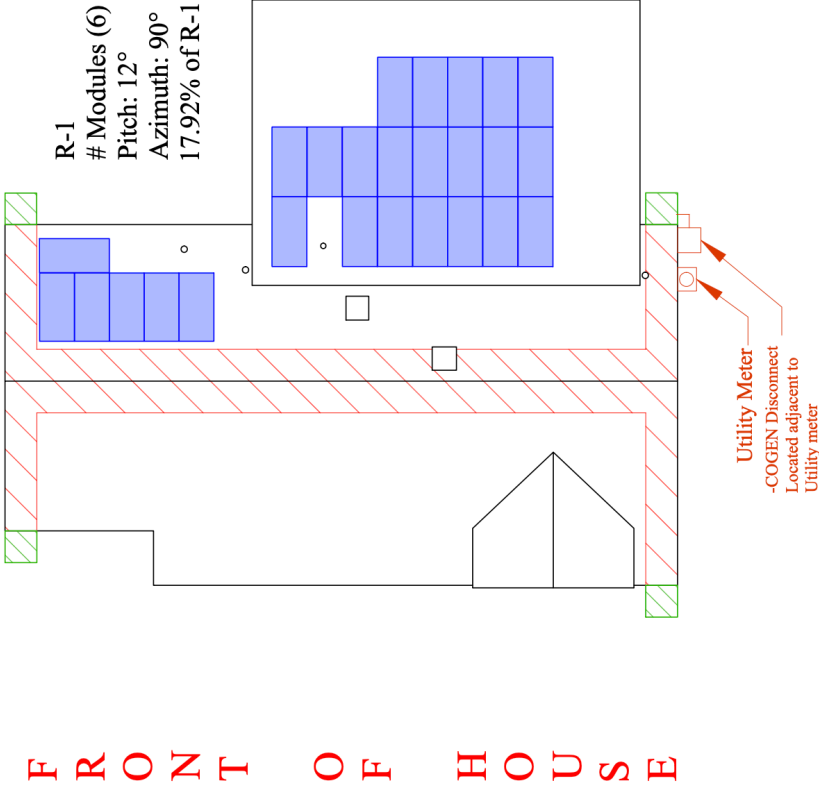 R-1
# Modules (6)
Pitch: 12°
Azimuth: 90°
17.92% of R-1
Utility Meter
-COGEN Disconnect
Located adjacent to
Utility meter
FRONT OF HOUSE